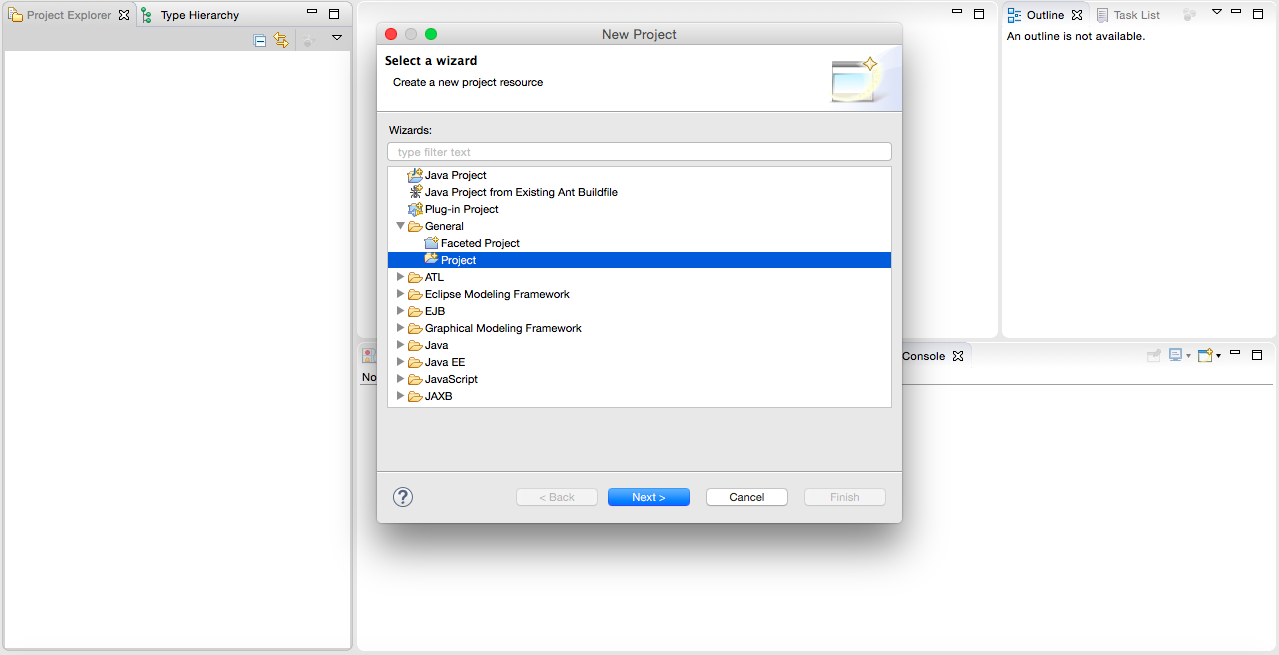 Project Explorer
Type Hierarchy
New Project
Outline
Task List
An outline is not available.
Select a wizard
Create a new project resource
Wizards:
type filter text
Java Project
Java Project from Existing Ant Buildfile
Plug-in Project
General
Faceted Project
Project
ATL
Eclipse Modeling Framework
EJB
Graphical Modeling Framework
Java
Java EE
JavaScript
JAXB
No
Console
?
< Back
Next >
Cancel
Finish